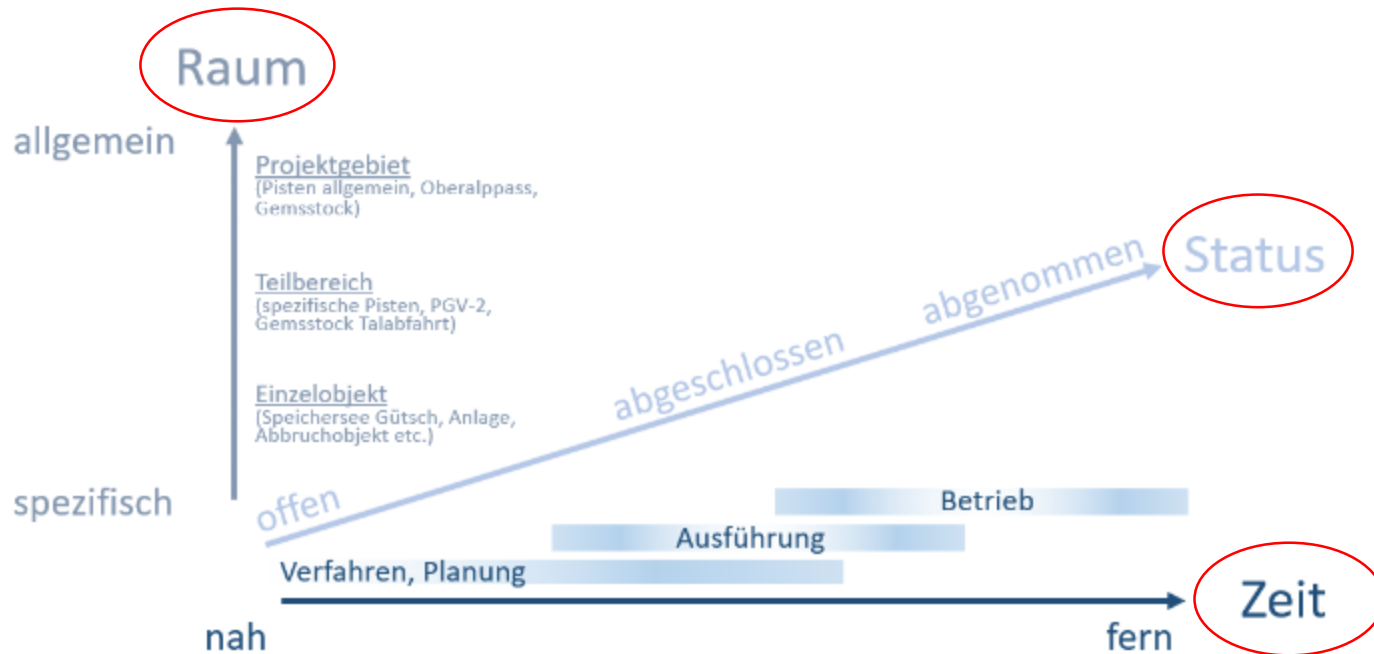 Raum
allgemein
Projektgebiet
(Pisten allgemein, Oberalppass,
Gemsstock)
Teilbereich
(spezifische Pisten, PGV-2,
Gemsstock Talabfahrt)
Einzelobjekt
(Speichersee Gütsch, Anlage,
Abbruchobjekt etc.)
spezifisch
offen
abgeschlossen
abgenommen
Status
Betrieb
Ausführung
Verfahren, Planung
Zeit
nah
fern